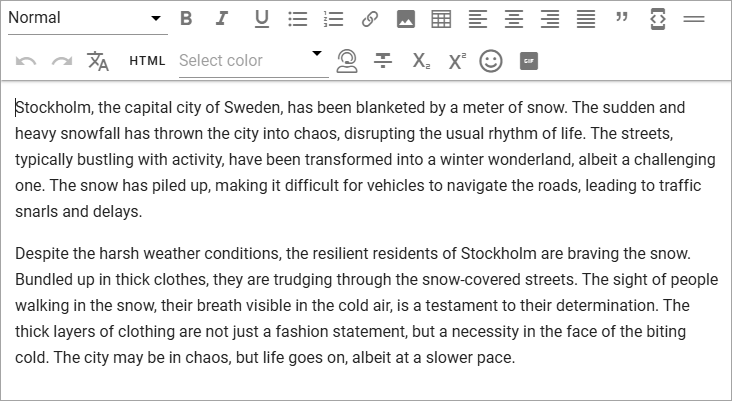 Normal
HTML
Select color
GIF
Stockholm, the capital city of Sweden, has been blanketed by a meter of snow. The sudden and
heavy snowfall has thrown the city into chaos, disrupting the usual rhythm of life. The streets,
typically bustling with activity, have been transformed into a winter wonderland, albeit a challenging
one. The snow has piled up, making it difficult for vehicles to navigate the roads, leading to traffic
snarls and delays.
Despite the harsh weather conditions, the resilient residents of Stockholm are braving the snow.
Bundled up in thick clothes, they are trudging through the snow-covered streets. The sight of people
walking in the snow, their breath visible in the cold air, is a testament to their determination. The
thick layers of clothing are not just a fashion statement, but a necessity in the face of the biting
cold. The city may be in chaos, but life goes on, albeit at a slower pace.